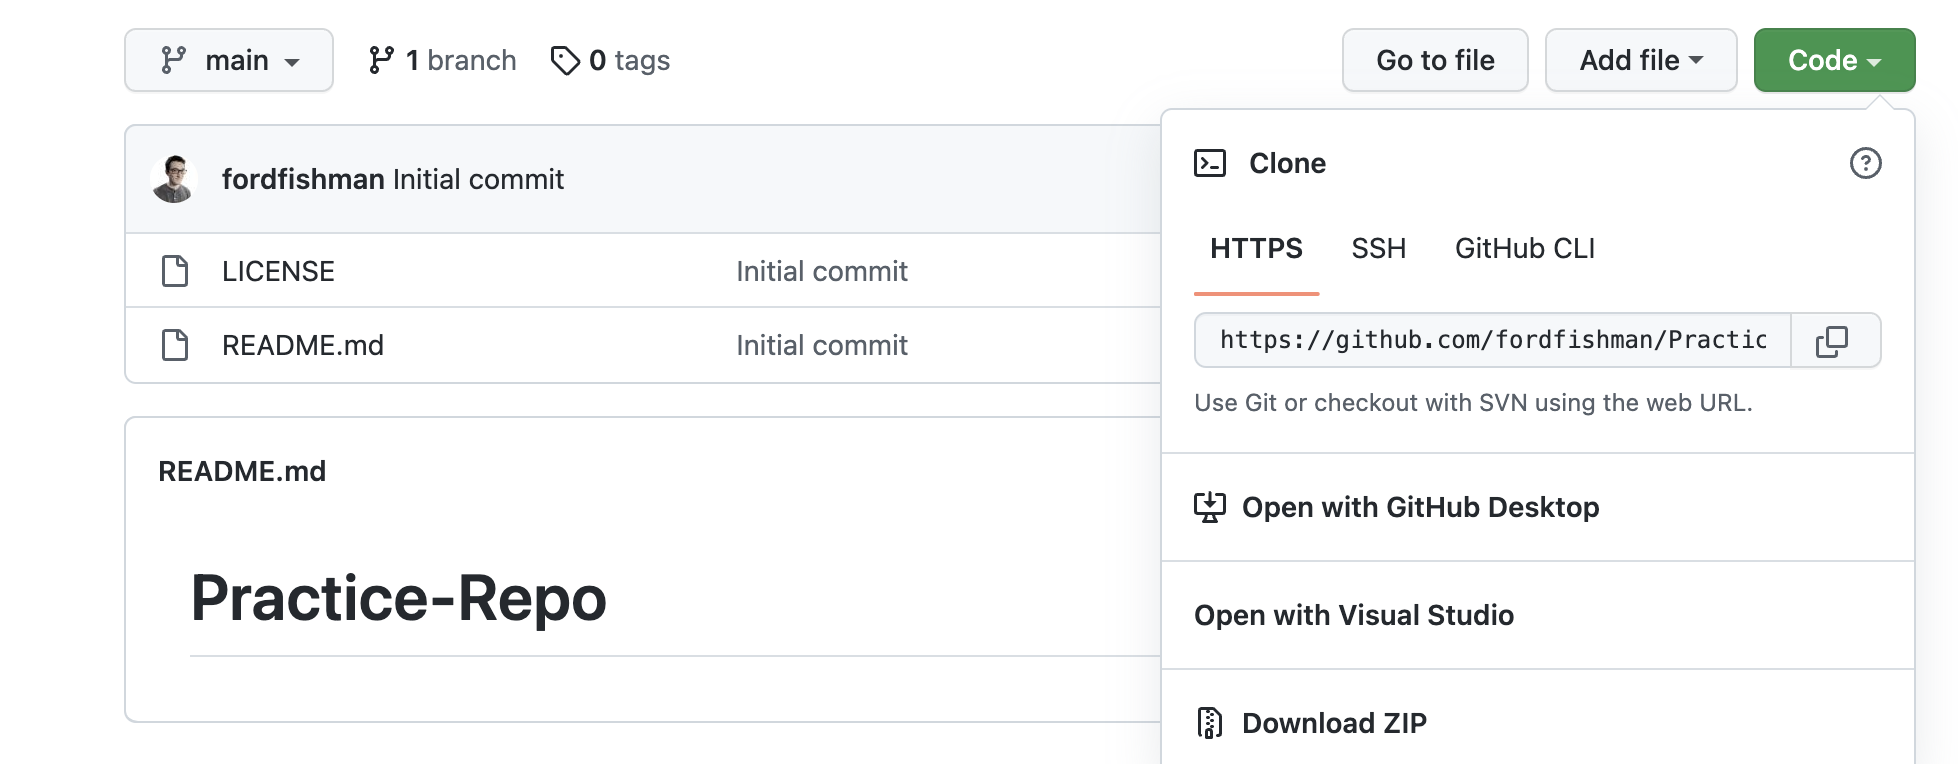 main
1 branch
0 tags
Go to file
Add file
Code
fordfishman Initial commit
LICENSE Initial commit
README.md Initial commit
README.md
Practice-Repo
Clone
HTTPS SSH GitHub CLI
https://github.com/fordfishman/Practic
Use Git or checkout with SVN using the web URL.
Open with GitHub Desktop
Open with Visual Studio
Download ZIP